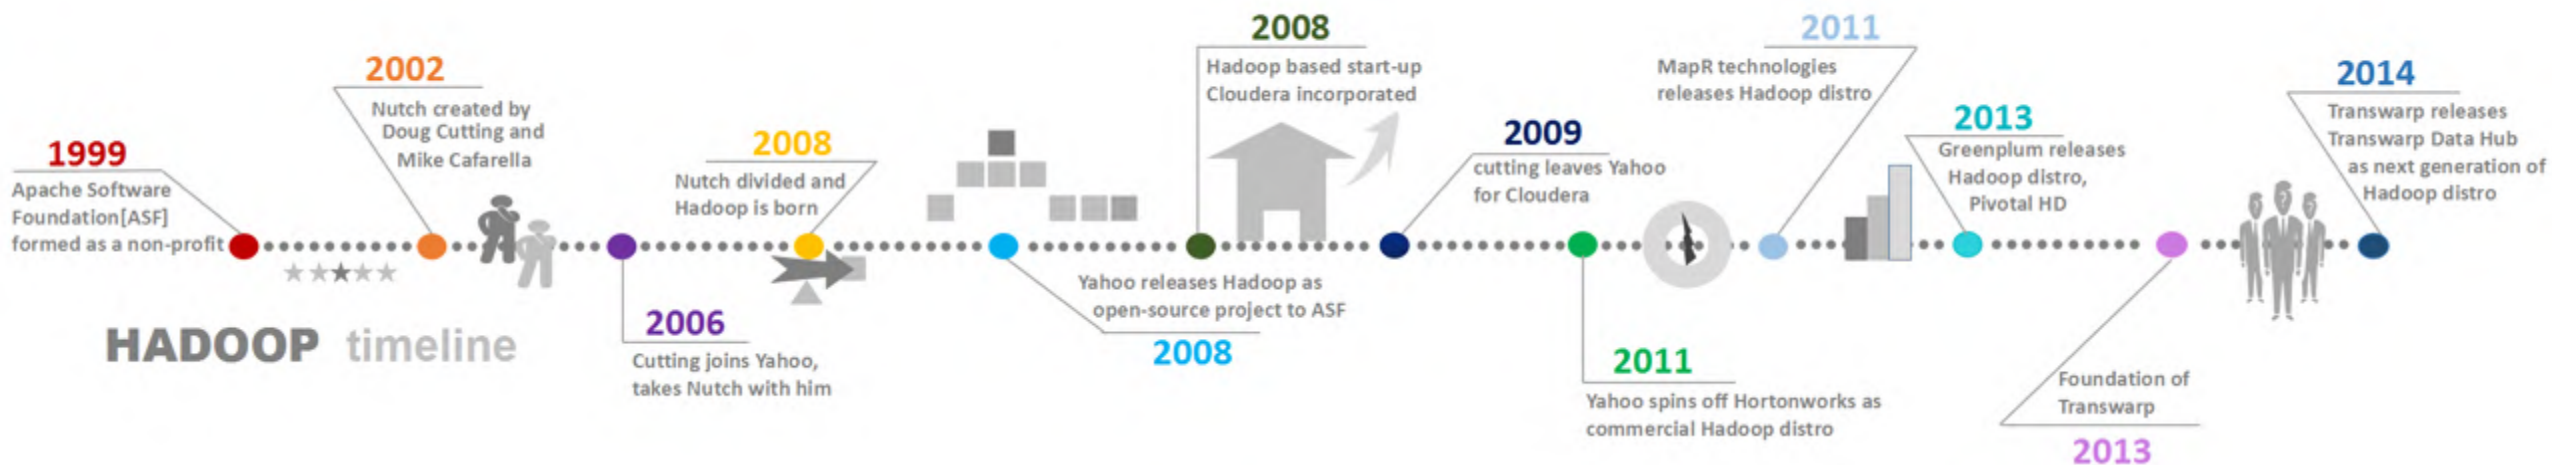 1999
Apache Software
Foundation[ASF]
formed as a non-profit
2002
Nutch created by
Doug Cutting and
Mike Cafarella
2006
Cutting joins Yahoo,
takes Nutch with him
2008
Nutch divided and
Hadoop is born
Yahoo releases Hadoop as
open-source project to ASF
2008
2008
Hadoop based start-up
Cloudera incorporated
2009
cutting leaves Yahoo
for Cloudera
2011
Yahoo spins off Hortonworks as
commercial Hadoop distro
2011
MapR technologies
releases Hadoop distro
2013
Greenplum releases
Hadoop distro,
Pivotal HD
Foundation of
Transwarp
2013
2014
Transwarp releases
Transwarp Data Hub
as next generation of
Hadoop distro
HADOOP timeline